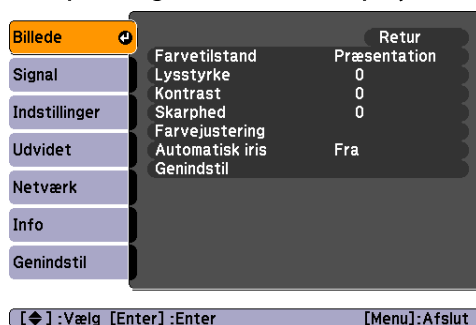 Billede
Signal
Indstillinger
Udvidet
Netværk
Info
Genindstil
Retur
Farvetilstand Præsentation
Lysstyrke 0
Kontrast 0
Skarphed 0
Farvejustering
Automatisk iris Fra
Genindstil
[◆]:Vælg [Enter]:Enter [Menu]:Afslut